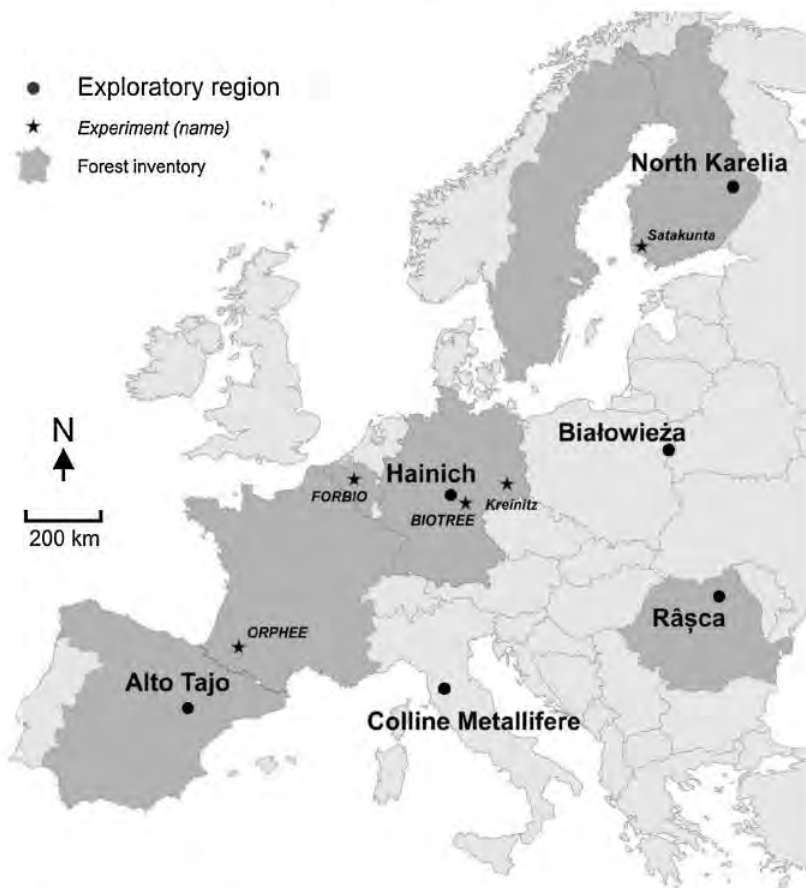 Exploratory region
Experiment (name)
Forest inventory
North Karelia
Satakunta
N
200 km
Białowieża
Hainich
FORBIO
Kreinitz
BIOTREE
Râșca
ORPHEE
Alto Tajo
Colline Metallifere